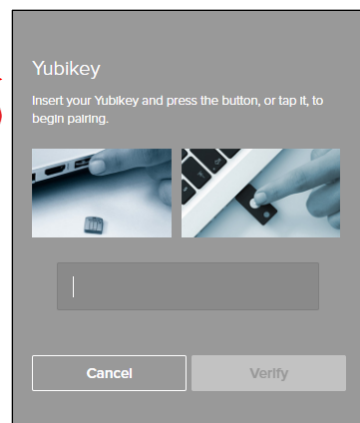 Yubikey
Insert your Yubikey and press the button, or tap it, to
begin pairing.
Cancel
Verify